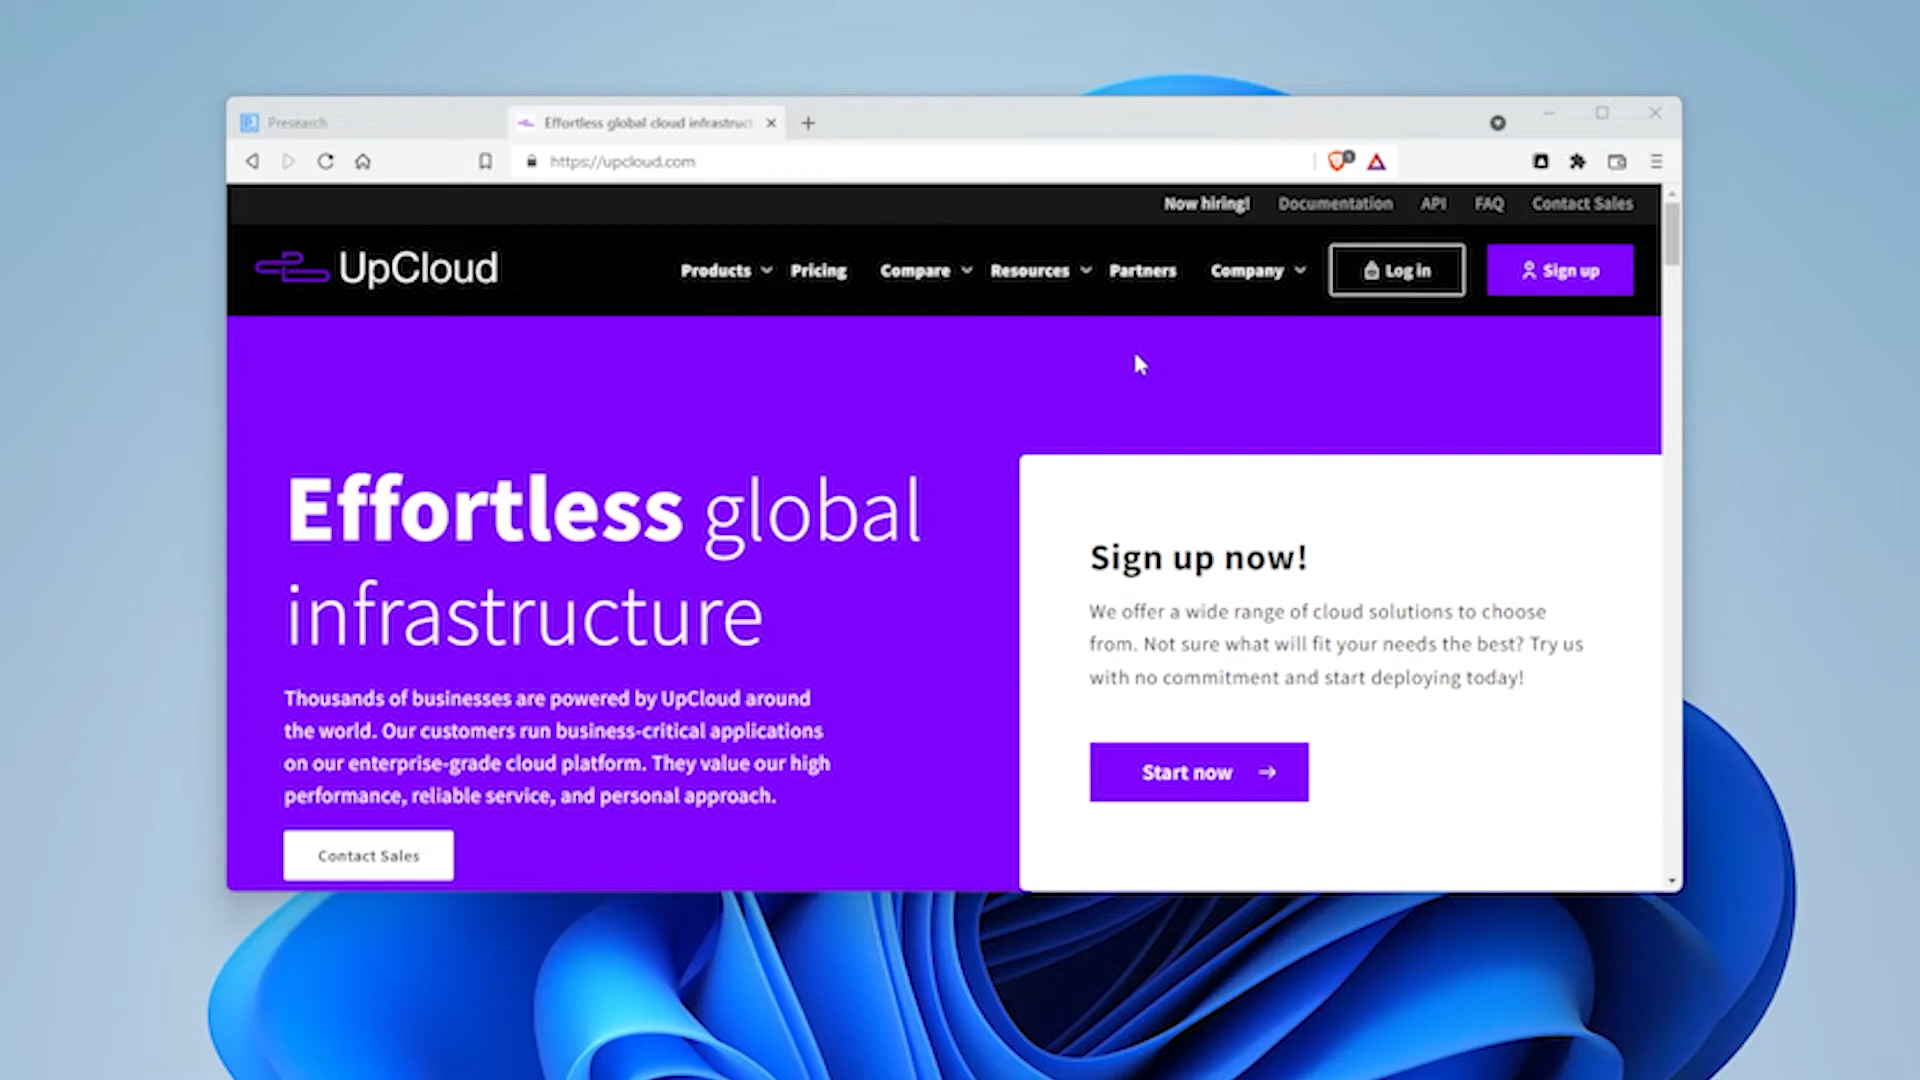 Presearch
Effortless global cloud infrastruct
https://upcloud.com
Now hiring! Documentation API FAQ Contact Sales
UpCloud Products Pricing Compare Resources Partners Company Log in Sign up
Effortless global
infrastructure
Thousands of businesses are powered by UpCloud around
the world. Our customers run business-critical applications
on our enterprise-grade cloud platform. They value our high
performance, reliable service, and personal approach.
Contact Sales
Sign up now!
We offer a wide range of cloud solutions to choose
from. Not sure what will fit your needs the best? Try us
with no commitment and start deploying today!
Start now